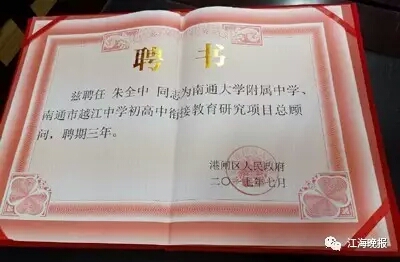 聘 书
兹聘任 朱全中 同志为南通大学附属中学、
南通市越江中学初高中衔接教育研究项目总顾
问，聘期三年。
港闸区人民政府
二〇一七年七月
江海晚报